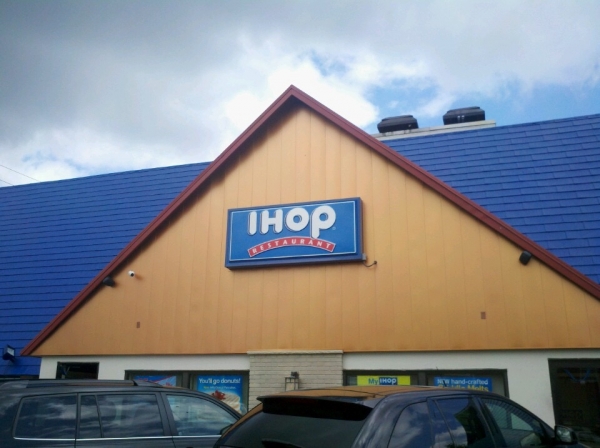 IHOP
RESTAURANT
You'll go donuts!
My IHOP
NEW hand-crafted